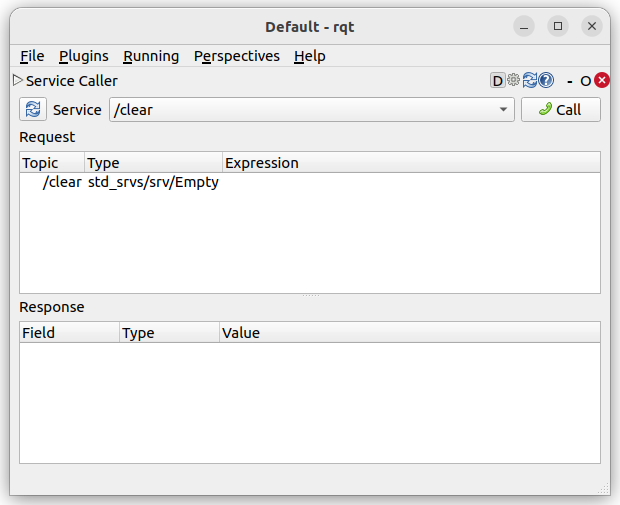 Default - rqt
File Plugins Running Perspectives Help
Service Caller D ? - O
Service /clear Call
Request
Topic Type Expression
/clear std_srvs/srv/Empty
Response
Field Type Value